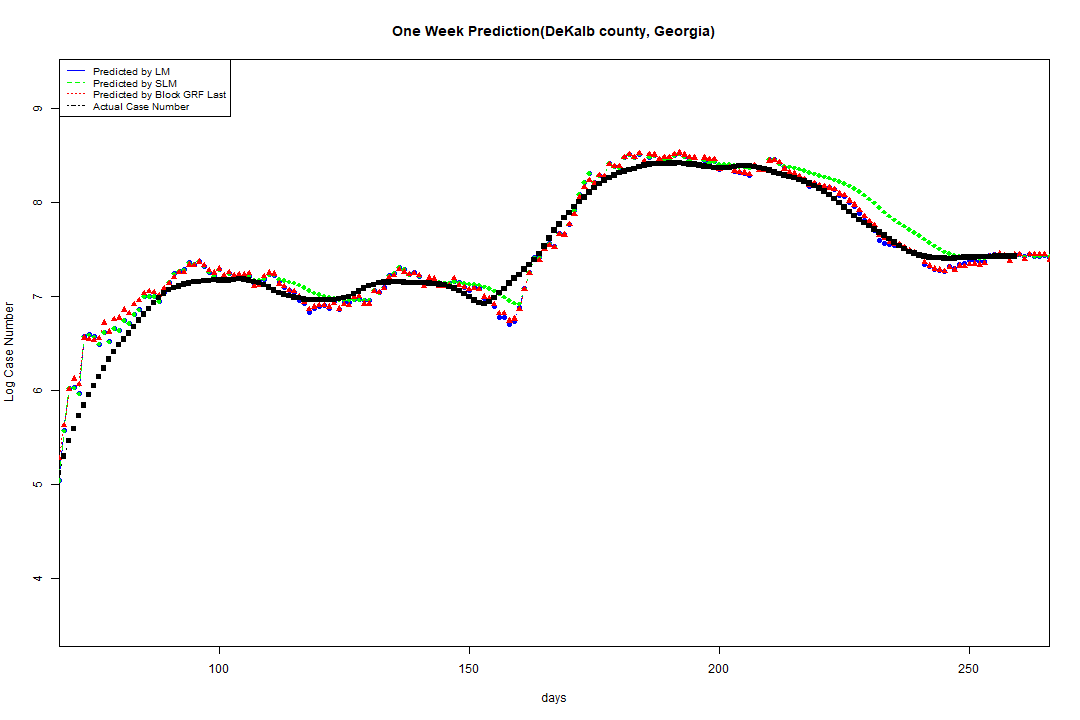 One Week Prediction(DeKalb county, Georgia)
Predicted by LM
Predicted by SLM
Predicted by Block GRF Last
Actual Case Number
9
8
7
6
5
4
Log Case Number
100 150 200 250
days